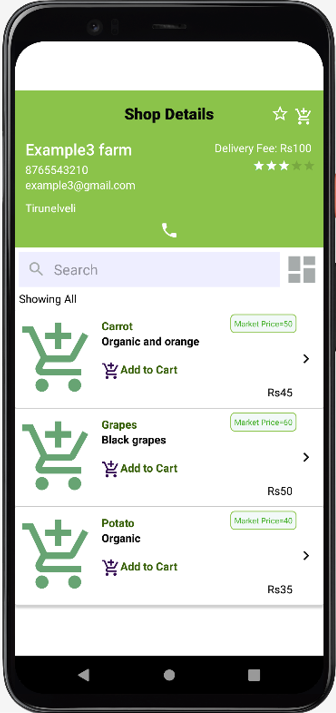 Shop Details
Example3 farm
Delivery Fee: Rs100
8765543210
example3@gmail.com
Tirunelveli
Search
Showing All
Carrot
Market Price=50
Organic and orange
Add to Cart
Rs45
Grapes
Market Price=60
Black grapes
Add to Cart
Rs50
Potato
Market Price=40
Organic
Add to Cart
Rs35